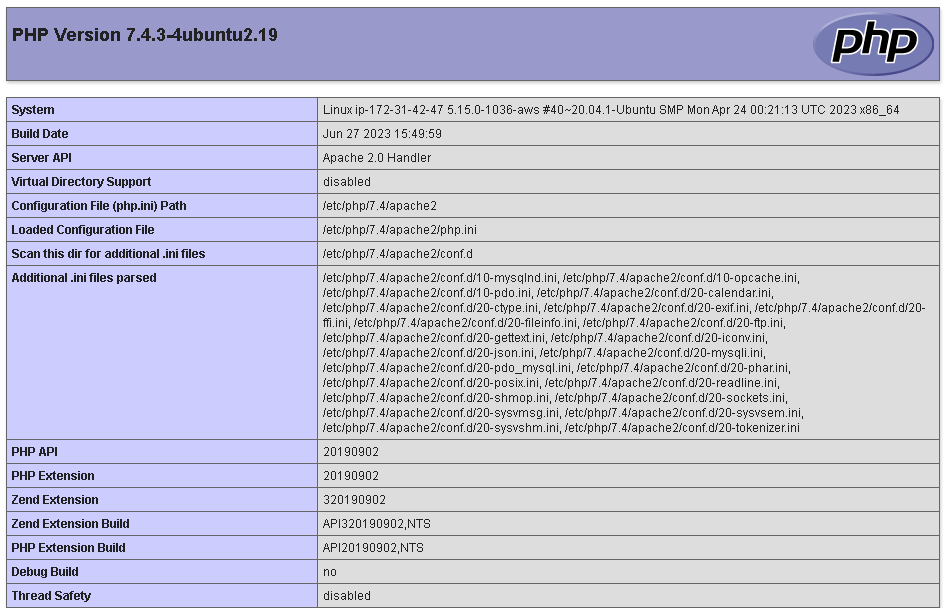 PHP Version 7.4.3-4ubuntu2.19
php
System Linux ip-172-31-42-47 5.15.0-1036-aws #40~20.04.1-Ubuntu SMP Mon Apr 24 00:21:13 UTC 2023 x86_64
Build Date Jun 27 2023 15:49:59
Server API Apache 2.0 Handler
Virtual Directory Support disabled
Configuration File (php.ini) Path /etc/php/7.4/apache2
Loaded Configuration File /etc/php/7.4/apache2/php.ini
Scan this dir for additional .ini files /etc/php/7.4/apache2/conf.d
Additional .ini files parsed /etc/php/7.4/apache2/conf.d/10-mysqlnd.ini, /etc/php/7.4/apache2/conf.d/10-opcache.ini,
/etc/php/7.4/apache2/conf.d/10-pdo.ini, /etc/php/7.4/apache2/conf.d/20-calendar.ini,
/etc/php/7.4/apache2/conf.d/20-ctype.ini, /etc/php/7.4/apache2/conf.d/20-exif.ini, /etc/php/7.4/apache2/conf.d/20-
ffi.ini, /etc/php/7.4/apache2/conf.d/20-fileinfo.ini, /etc/php/7.4/apache2/conf.d/20-ftp.ini,
/etc/php/7.4/apache2/conf.d/20-gettext.ini, /etc/php/7.4/apache2/conf.d/20-iconv.ini,
/etc/php/7.4/apache2/conf.d/20-json.ini, /etc/php/7.4/apache2/conf.d/20-mysqli.ini,
/etc/php/7.4/apache2/conf.d/20-pdo_mysql.ini, /etc/php/7.4/apache2/conf.d/20-phar.ini,
/etc/php/7.4/apache2/conf.d/20-posix.ini, /etc/php/7.4/apache2/conf.d/20-readline.ini,
/etc/php/7.4/apache2/conf.d/20-shmop.ini, /etc/php/7.4/apache2/conf.d/20-sockets.ini,
/etc/php/7.4/apache2/conf.d/20-sysvmsg.ini, /etc/php/7.4/apache2/conf.d/20-sysvsem.ini,
/etc/php/7.4/apache2/conf.d/20-sysvshm.ini, /etc/php/7.4/apache2/conf.d/20-tokenizer.ini
PHP API 20190902
PHP Extension 20190902
Zend Extension 320190902
Zend Extension Build API320190902,NTS
PHP Extension Build API20190902,NTS
Debug Build no
Thread Safety disabled